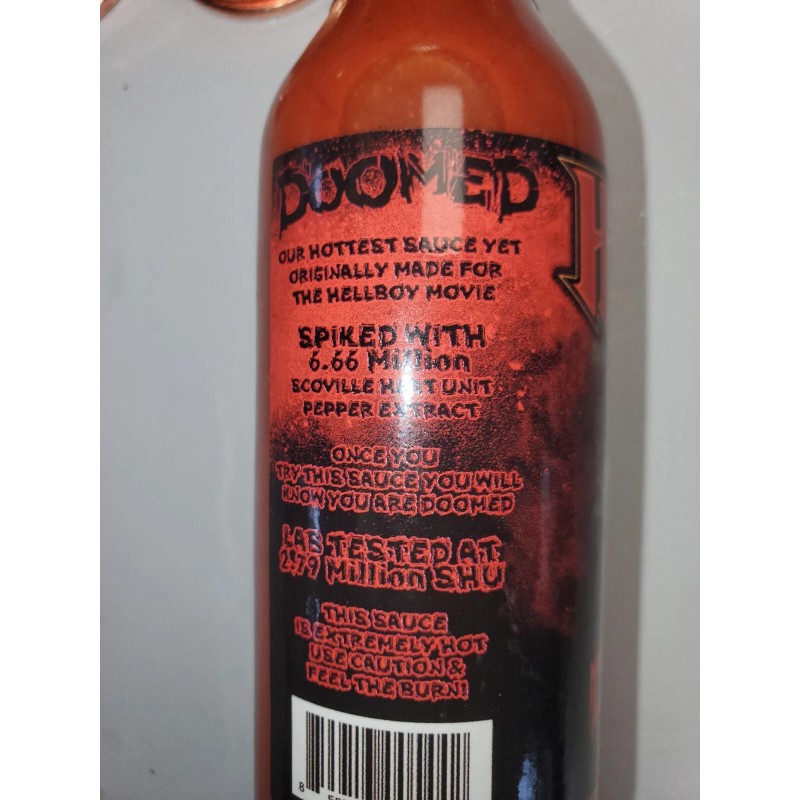 DOOMED
OUR HOTTEST SAUCE YET
ORIGINALLY MADE FOR
THE HELLBOY MOVIE
SPIKED WITH
6.66 Million
SCOVILLE HEAT UNIT
PEPPER EXTRACT
ONCE YOU
TRY THIS SAUCE YOU WILL
KNOW YOU ARE DOOMED
LAB TESTED AT
2.79 Million SHU
THIS SAUCE
IS EXTREMELY HOT
USE CAUTION &
FEEL THE BURN!
8